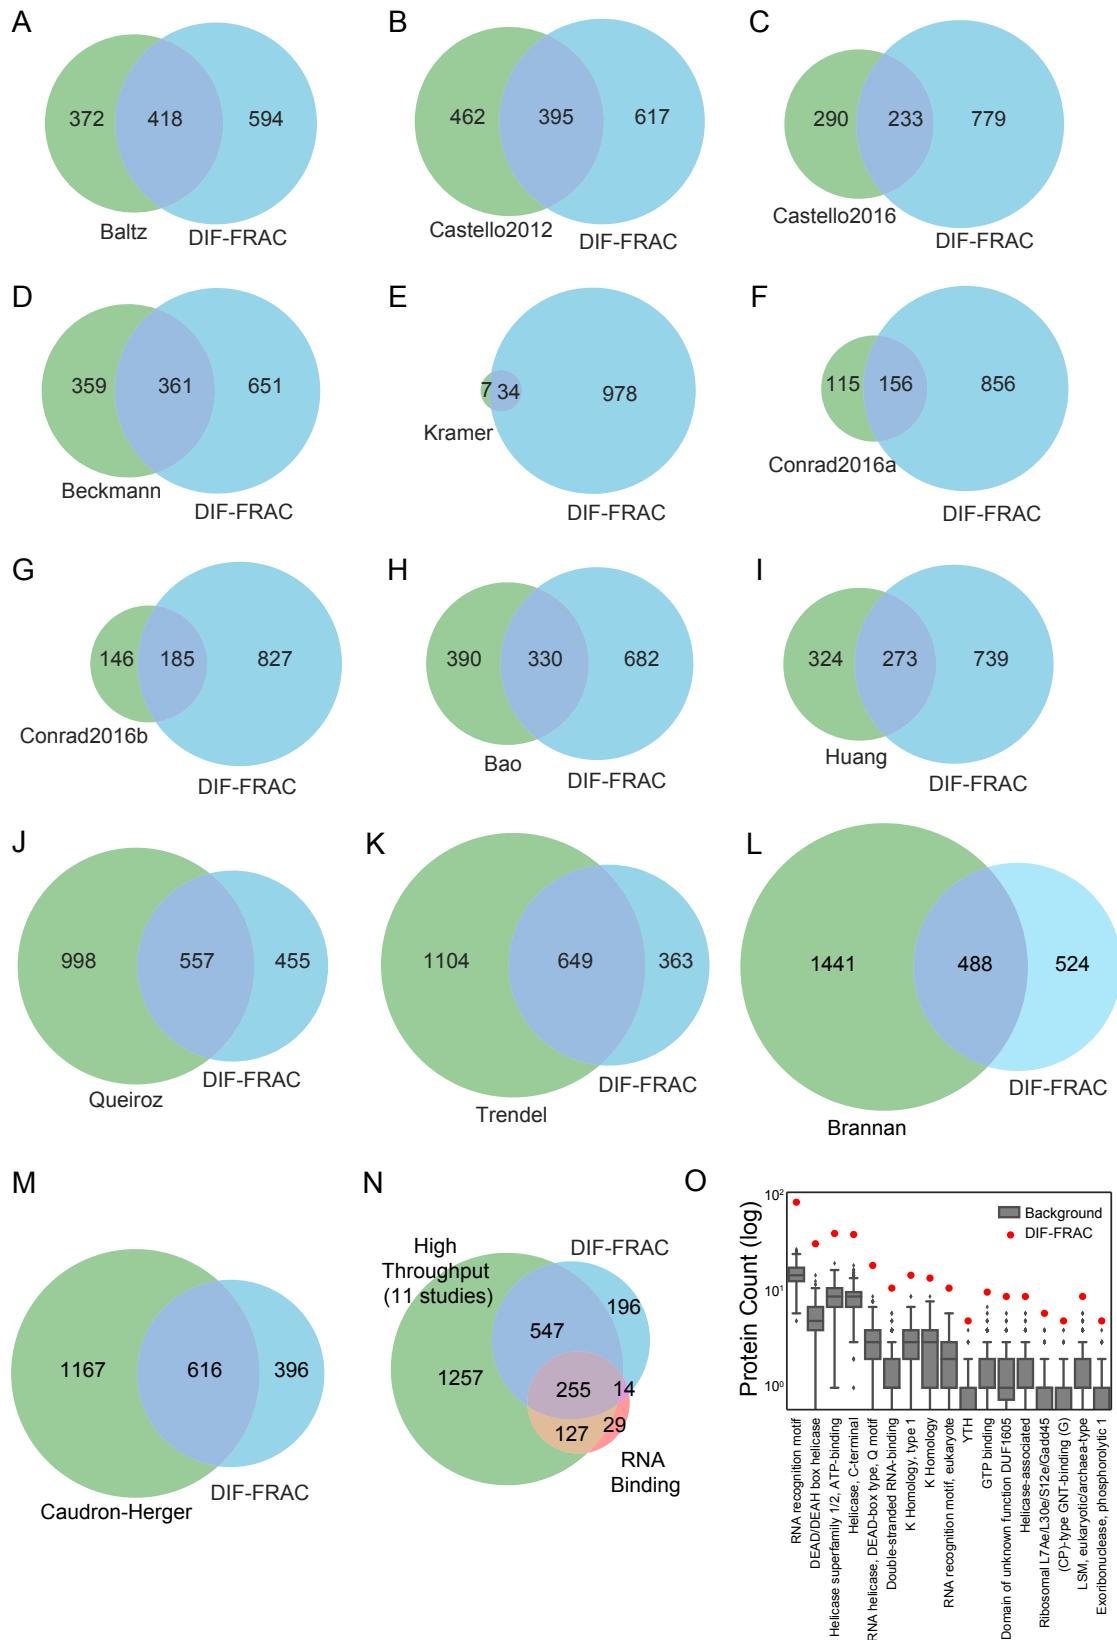 A
372
418
594
Baltz
DIF-FRAC
B
462
395
617
Castello2012
DIF-FRAC
C
290
233
779
Castello2016
DIF-FRAC
D
359
361
651
Beckmann
DIF-FRAC
E
7
34
978
Kramer
DIF-FRAC
F
115
156
856
Conrad2016a
DIF-FRAC
G
146
185
827
Conrad2016b
DIF-FRAC
H
390
330
682
Bao
DIF-FRAC
I
324
273
739
Huang
DIF-FRAC
J
998
557
455
Queiroz
DIF-FRAC
K
1104
649
363
Trendel
DIF-FRAC
L
1441
488
524
Brannan
DIF-FRAC
M
1167
616
396
Caudron-Herger
DIF-FRAC
N
High
Throughput
(11 studies)
DIF-FRAC
196
547
1257
255
14
29
127
RNA
Binding
O
Protein Count (log)
10²
10¹
10⁰
Background
DIF-FRAC
RNA recognition motif
DEAD/DEAH box helicase
Helicase superfamily 1/2, ATP-binding
Helicase, C-terminal
RNA helicase, DEAD-box type, Q motif
Double-stranded RNA-binding
K Homology, type 1
K Homology
RNA recognition motif, eukaryote
YTH
GTP binding
Domain of unknown function DUF1605
Helicase-associated
Ribosomal L7Ae/L30e/S12e/Gadd45
(CP)-type GNT-binding (G)
LSM, eukaryotic/archaea-type
Exoribonuclease, phosphorolytic 1